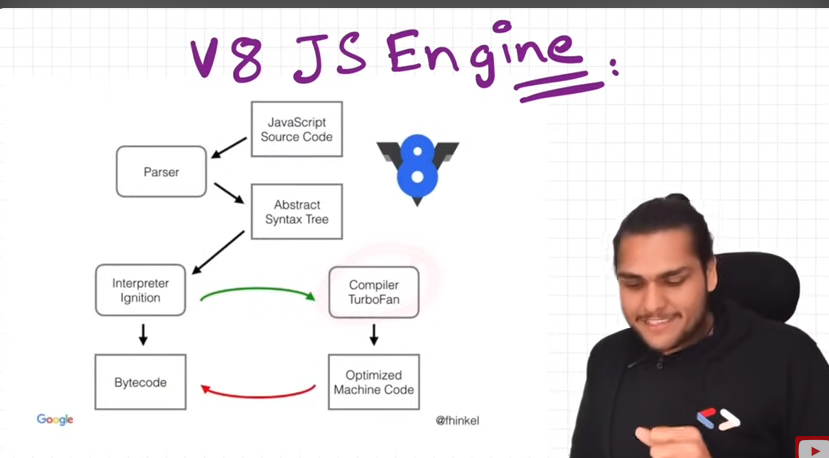 V8 JS Engine:
JavaScript
Source Code
Parser
Abstract
Syntax Tree
Interpreter
Ignition
Compiler
TurboFan
Bytecode
Optimized
Machine Code
Google
@fhinkel
8